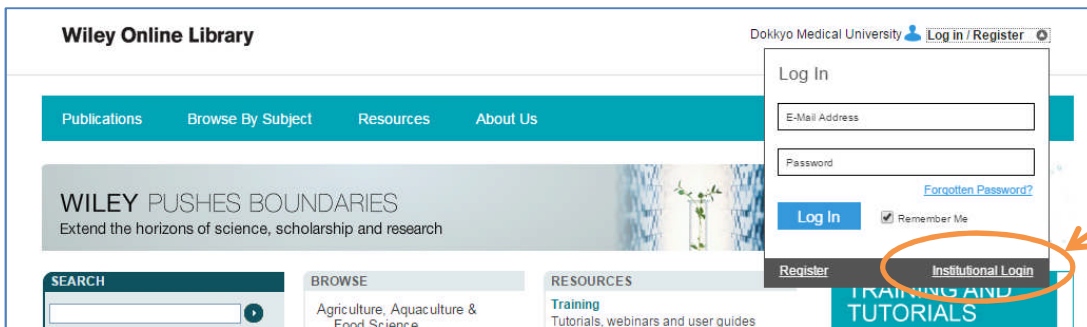 Wiley Online Library
Dokkyo Medical University Log in / Register
Log In
E-Mail Address
Password
Forgotten Password?
Log In Remember Me
Register Institutional Login
Publications Browse By Subject Resources About Us
WILEY PUSHES BOUNDARIES
Extend the horizons of science, scholarship and research
SEARCH
BROWSE
Agriculture, Aquaculture &
Food Science
RESOURCES
Training
Tutorials, webinars and user guides
TRAINING AND
TUTORIALS